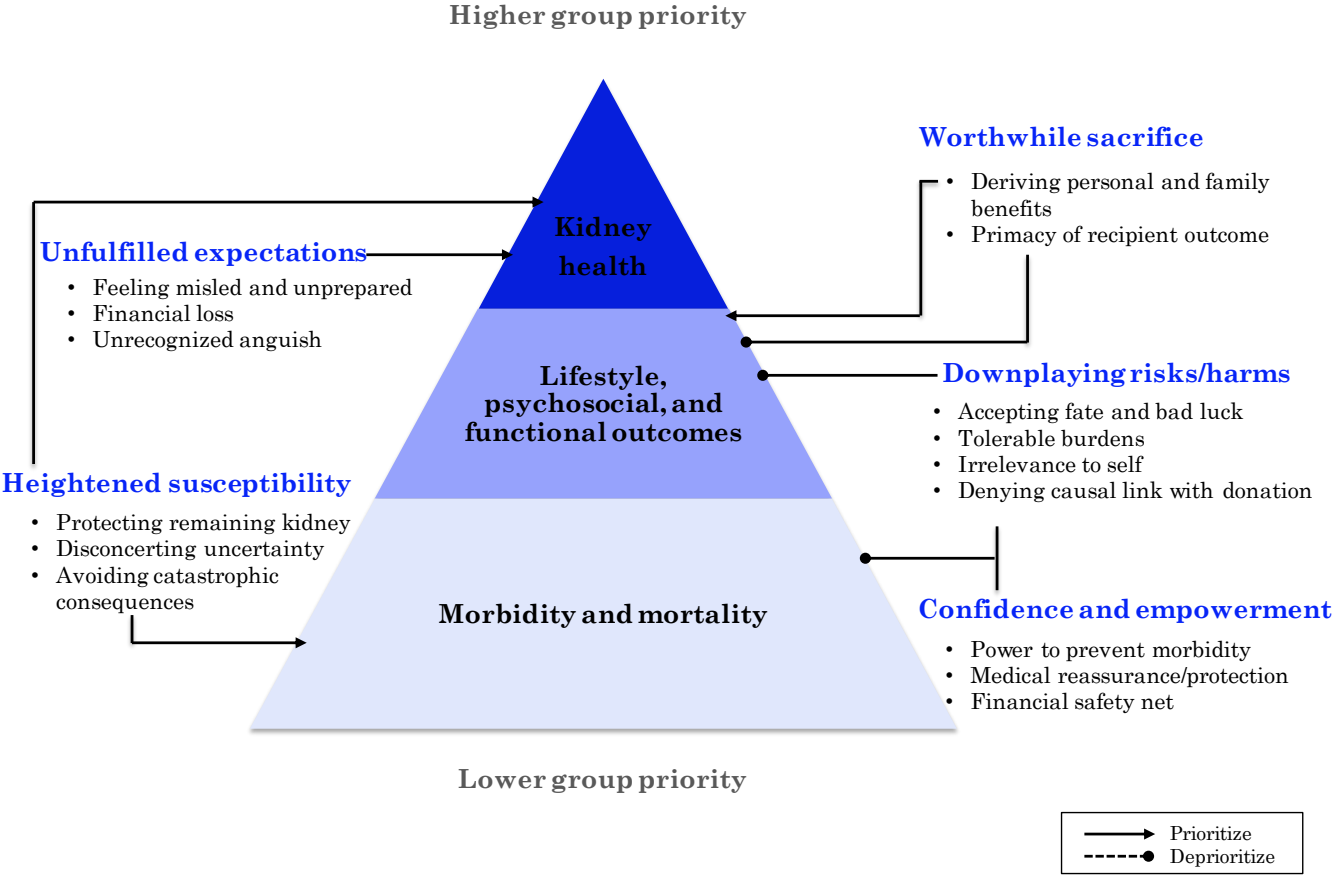 Higher group priority
Worthwhile sacrifice
• Deriving personal and family
benefits
• Primacy of recipient outcome
Kidney
health
Unfulfilled expectations
• Feeling misled and unprepared
• Financial loss
• Unrecognized anguish
Lifestyle,
psychosocial, and
functional outcomes
Downplaying risks/harms
• Accepting fate and bad luck
• Tolerable burdens
• Irrelevance to self
• Denying causal link with donation
Heightened susceptibility
• Protecting remaining kidney
• Disconcerting uncertainty
• Avoiding catastrophic
consequences
Morbidity and mortality
Confidence and empowerment
• Power to prevent morbidity
• Medical reassurance/protection
• Financial safety net
Lower group priority
Prioritize
Deprioritize